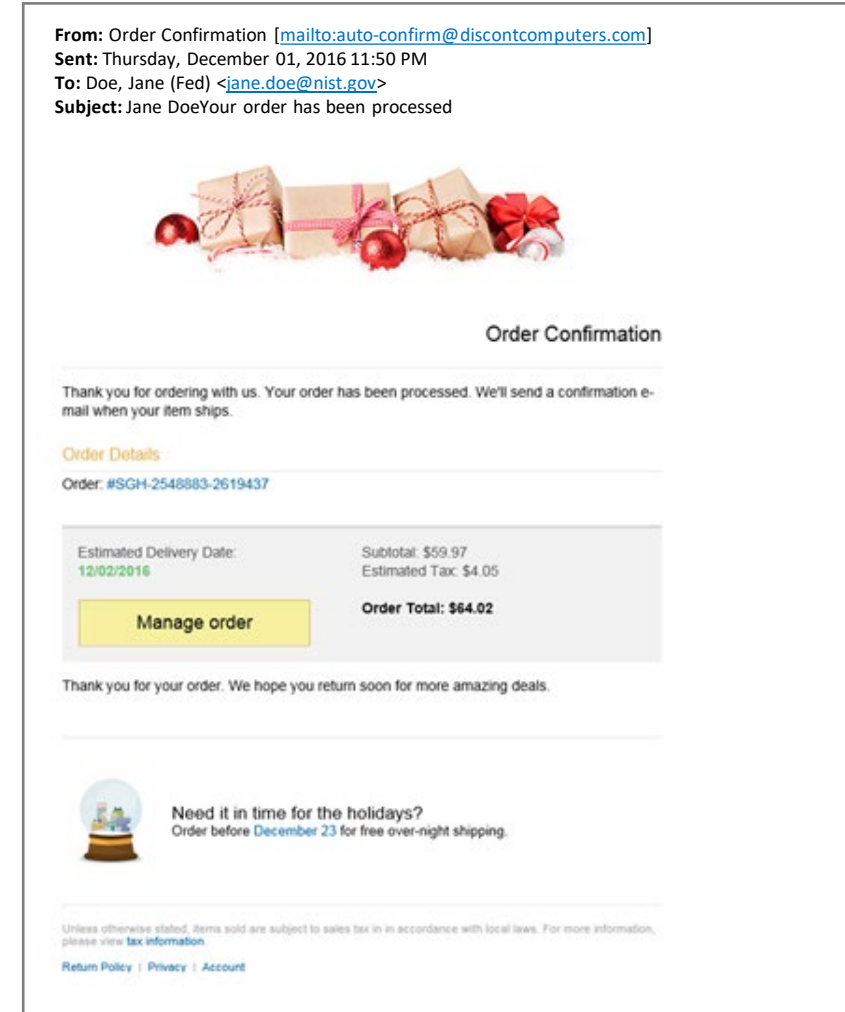 From: Order Confirmation [mailto:auto-confirm@discontcomputers.com]
Sent: Thursday, December 01, 2016 11:50 PM
To: Doe, Jane (Fed) <jane.doe@nist.gov>
Subject: Jane DoeYour order has been processed
Order Confirmation
Thank you for ordering with us. Your order has been processed. We'll send a confirmation e-
mail when your item ships.
Order Details
Order: #SGH-2548883-2619437
Estimated Delivery Date:
12/02/2016
Manage order
Subtotal: $59.97
Estimated Tax: $4.05
Order Total: $64.02
Thank you for your order. We hope you return soon for more amazing deals.
Need it in time for the holidays?
Order before December 23 for free over-night shipping.
Unless otherwise stated, items sold are subject to sales tax in in accordance with local laws. For more information,
please view tax information.
Return Policy | Privacy | Account